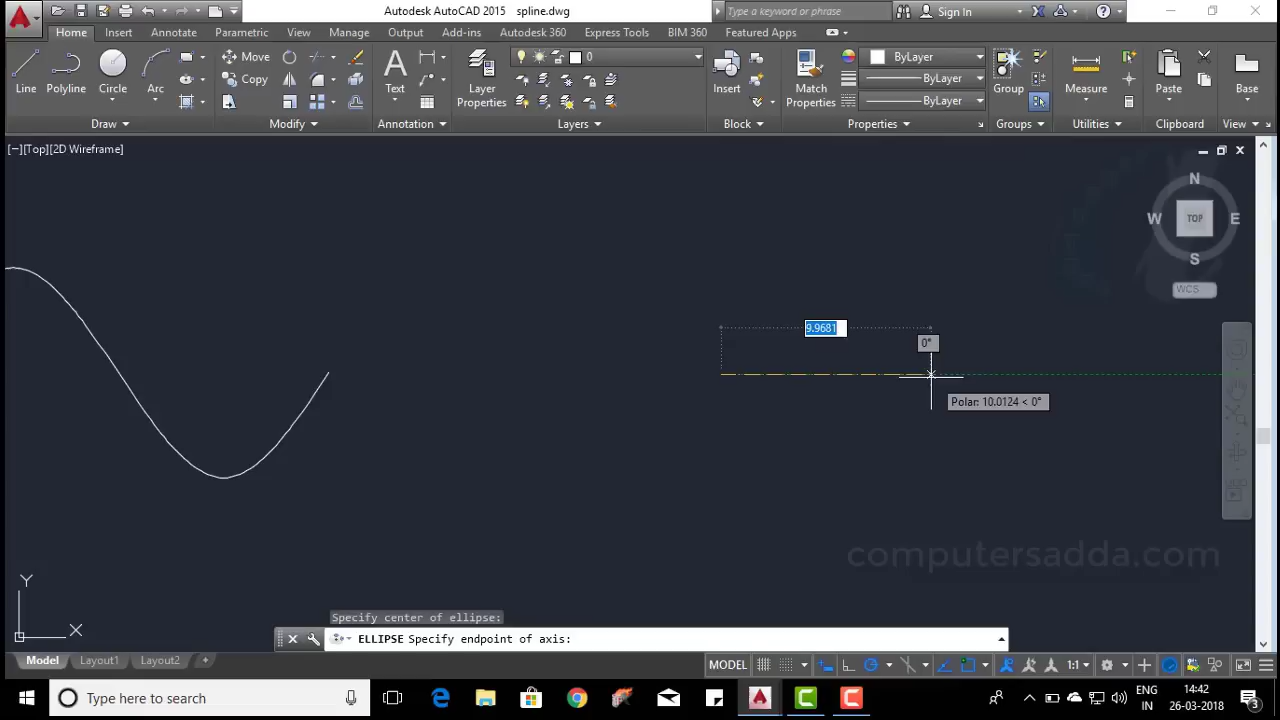 Autodesk AutoCAD 2015 spline.dwg
Type a keyword or phrase
Sign In
Home Insert Annotate Parametric View Manage Output Add-ins Autodesk 360 Express Tools BIM 360 Featured Apps
Move
Copy
0
ByLayer
ByLayer
ByLayer
Line Polyline Circle Arc Text Layer Properties Insert Match Properties Group Measure Paste Base
Draw Modify Annotation Layers Block Properties Groups Utilities Clipboard View
[−][Top][2D Wireframe]
N
W TOP E
S
WCS
9.9681
0°
Polar: 10.0124 < 0°
computersadda.com
Y
X
Specify center of ellipse:
ELLIPSE Specify endpoint of axis:
Model Layout1 Layout2 +
MODEL 1:1
Type here to search
ENG
IN
14:42
26-03-2018
3